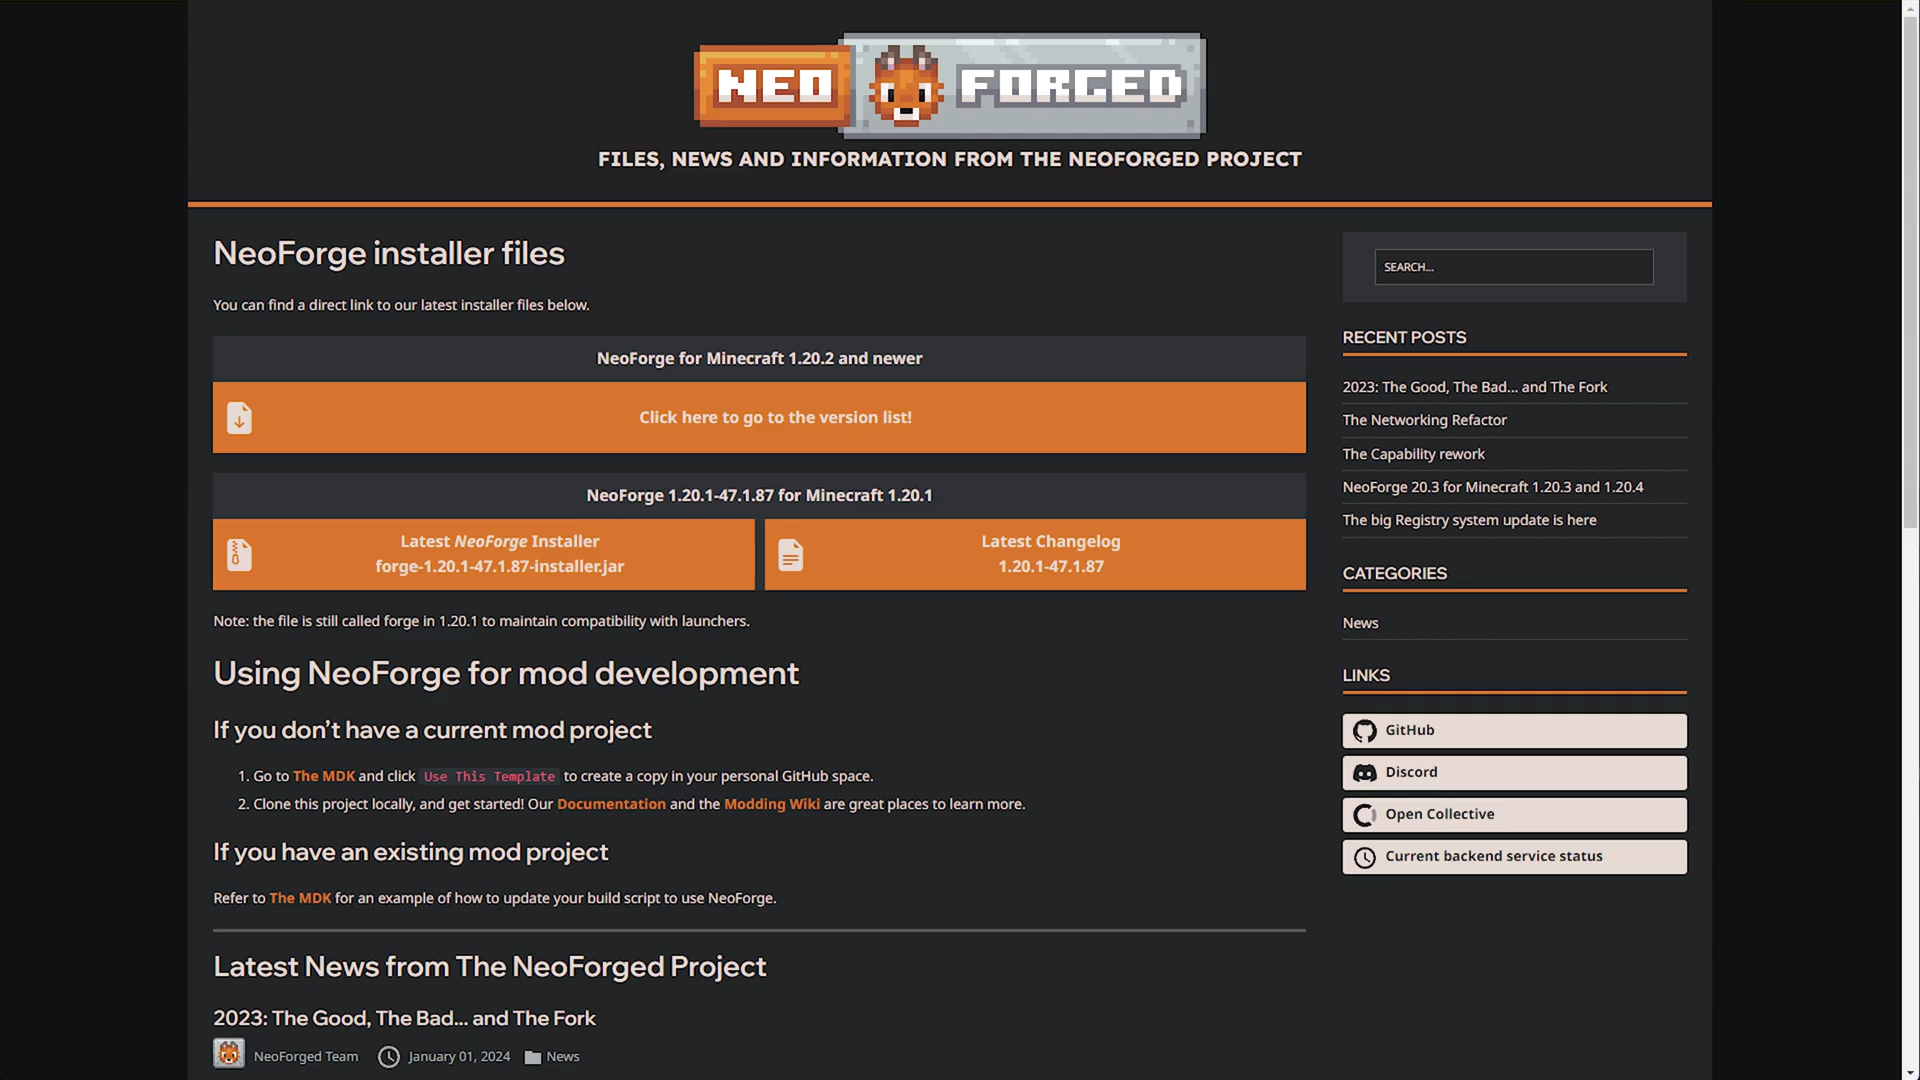 NEO FORGED
FILES, NEWS AND INFORMATION FROM THE NEOFORGED PROJECT
NeoForge installer files
You can find a direct link to our latest installer files below.
NeoForge for Minecraft 1.20.2 and newer
Click here to go to the version list!
NeoForge 1.20.1-47.1.87 for Minecraft 1.20.1
Latest NeoForge Installer
forge-1.20.1-47.1.87-installer.jar
Latest Changelog
1.20.1-47.1.87
Note: the file is still called forge in 1.20.1 to maintain compatibility with launchers.
Using NeoForge for mod development
If you don’t have a current mod project
1. Go to The MDK and click Use This Template to create a copy in your personal GitHub space.
2. Clone this project locally, and get started! Our Documentation and the Modding Wiki are great places to learn more.
If you have an existing mod project
Refer to The MDK for an example of how to update your build script to use NeoForge.
Latest News from The NeoForged Project
2023: The Good, The Bad... and The Fork
NeoForged Team January 01, 2024 News
SEARCH...
RECENT POSTS
2023: The Good, The Bad... and The Fork
The Networking Refactor
The Capability rework
NeoForge 20.3 for Minecraft 1.20.3 and 1.20.4
The big Registry system update is here
CATEGORIES
News
LINKS
GitHub
Discord
Open Collective
Current backend service status